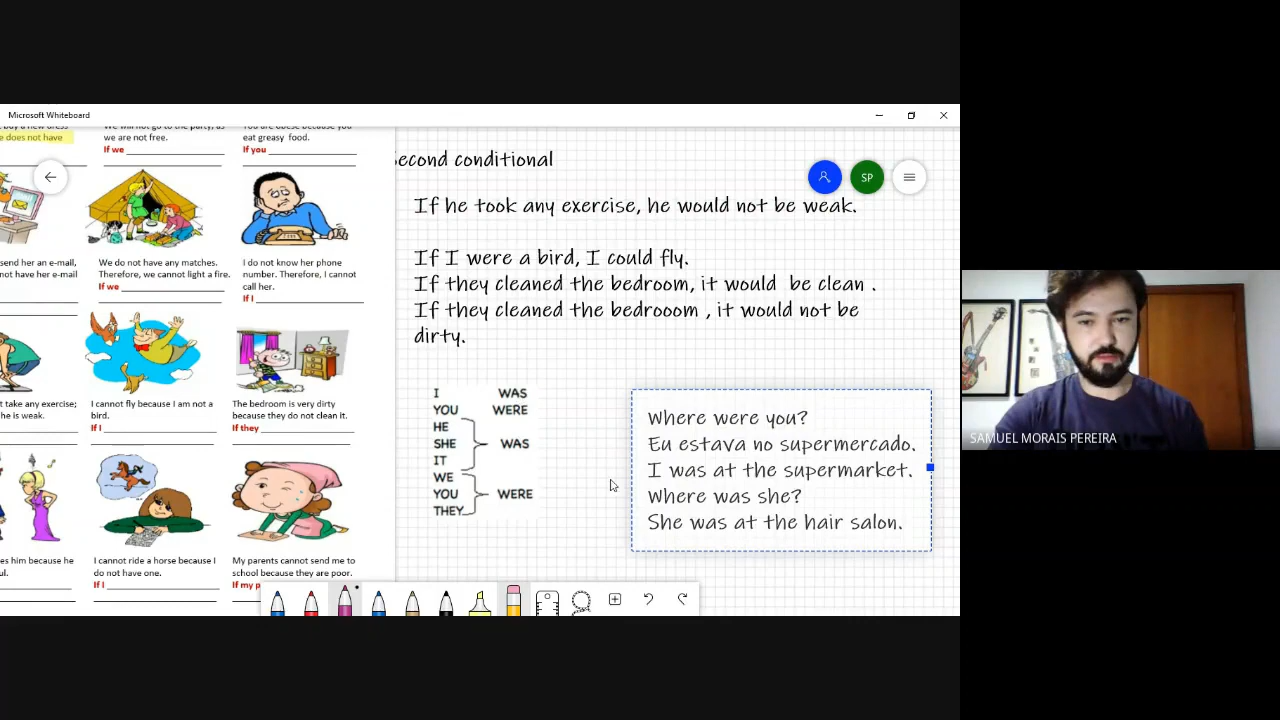 Microsoft Whiteboard
does not have
We will not go to the party, as
we are not free.
If we
You are obese because you
eat greasy food.
If you
send her an e-mail,
not have her e-mail
We do not have any matches.
Therefore, we cannot light a fire.
If we
I do not know her phone
number. Therefore, I cannot
call her.
If I
take any exercise;
he is weak.
I cannot fly because I am not a
bird.
If I
The bedroom is very dirty
because they do not clean it.
If they
him because he
I cannot ride a horse because I
do not have one.
If I
My parents cannot send me to
school because they are poor.
If my
Second conditional
If he took any exercise, he would not be weak.
If I were a bird, I could fly.
If they cleaned the bedroom, it would be clean .
If they cleaned the bedrooom , it would not be
dirty.
I WAS
YOU WERE
HE
SHE WAS
IT
WE
YOU WERE
THEY
Where were you?
Eu estava no supermercado.
I was at the supermarket.
Where was she?
She was at the hair salon.
SP
SAMUEL MORAIS PEREIRA